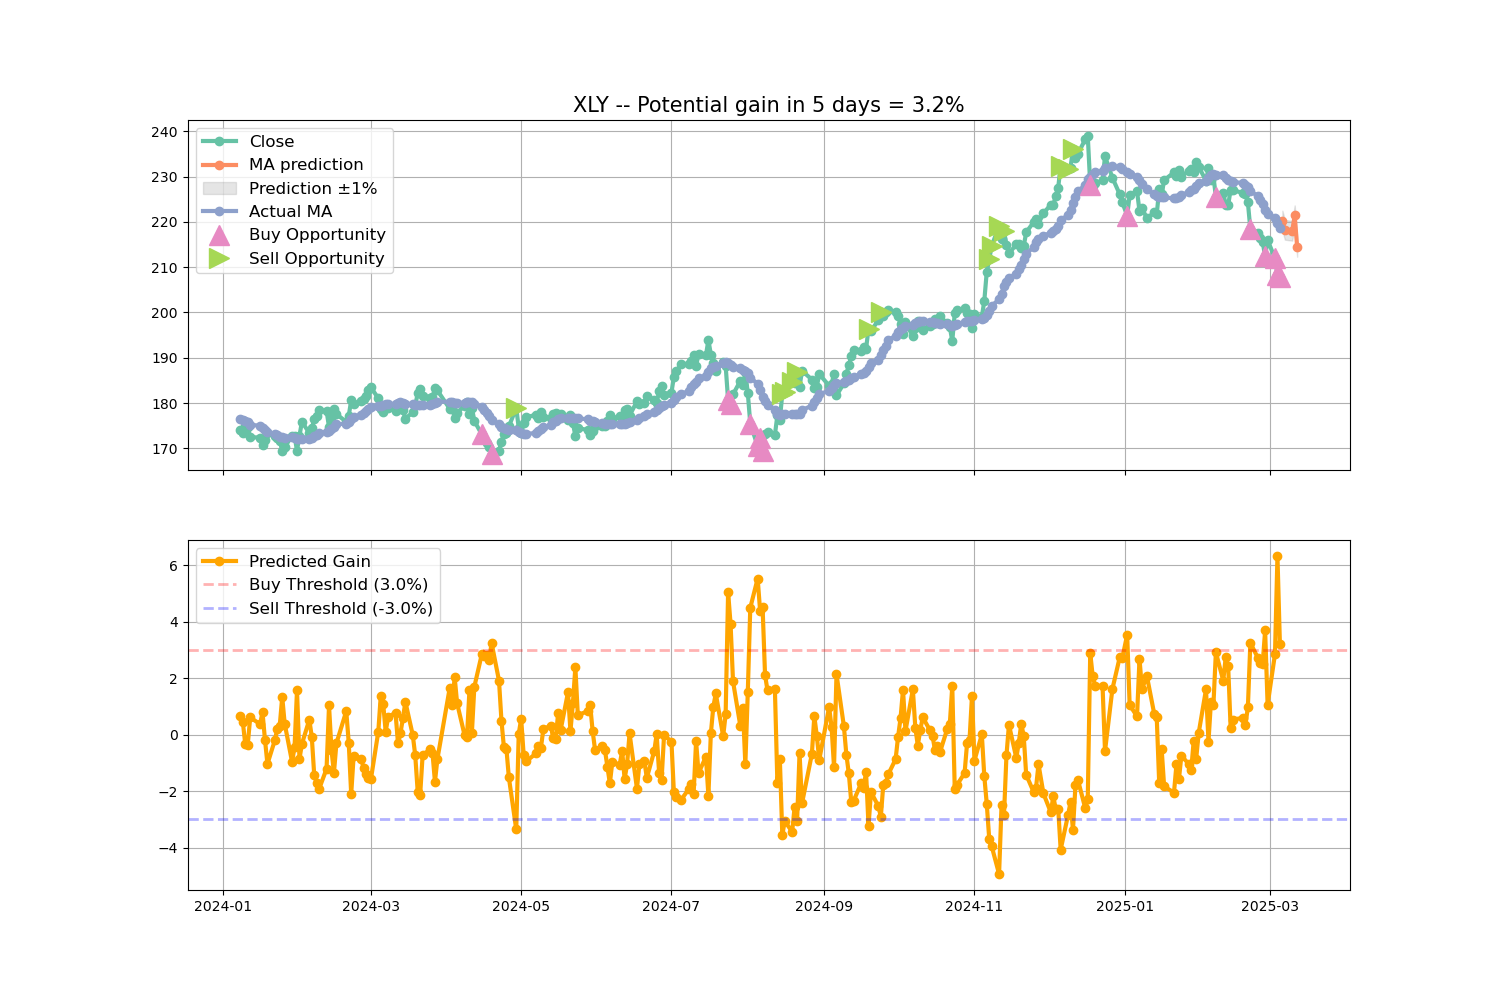 XLY -- Potential gain in 5 days = 3.2%
Close
MA prediction
Prediction ±1%
Actual MA
Buy Opportunity
Sell Opportunity
240
230
220
210
200
190
180
170
Predicted Gain
Buy Threshold (3.0%)
Sell Threshold (-3.0%)
6
4
2
0
−2
−4
2024-01
2024-03
2024-05
2024-07
2024-09
2024-11
2025-01
2025-03